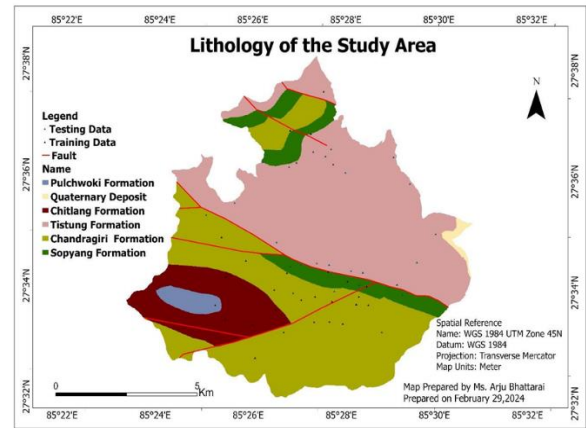 85°22'E 85°24'E 85°26'E 85°28'E 85°30'E 85°32'E
Lithology of the Study Area
27°38'N
27°38'N
N
Legend
Testing Data
Training Data
Fault
Name
Pulchwoki Formation
Quaternary Deposit
Chitlang Formation
Tistung Formation
Chandragiri Formation
Sopyang Formation
27°36'N
27°36'N
27°34'N
27°34'N
Spatial Reference
Name: WGS 1984 UTM Zone 45N
Datum: WGS 1984
Projection: Transverse Mercator
Map Units: Meter
Map Prepared by Ms. Arju Bhattarai
Prepared on February 29,2024
0 5
Km
27°32'N
27°32'N
85°22'E 85°24'E 85°26'E 85°28'E 85°30'E 85°32'E